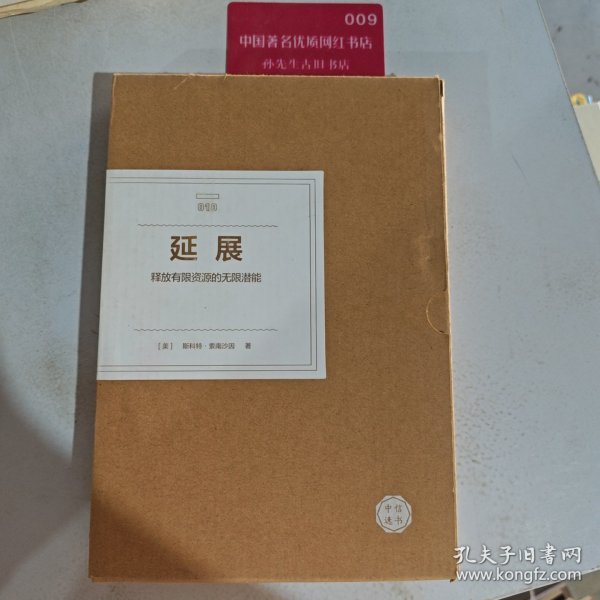 009
中国著名优质网红书店
孙先生古旧书店
010
延展
释放有限资源的无限潜能
[美] 斯科特·索南沙因 著
中信
选书
孔夫子旧书网
www.kongfz.com